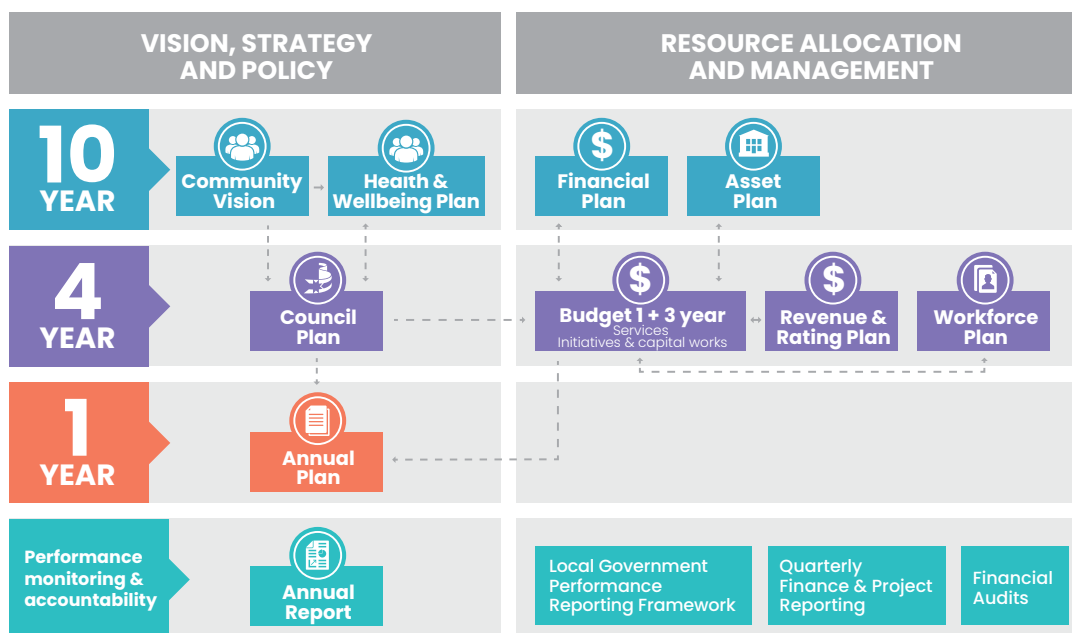 VISION, STRATEGY
AND POLICY
RESOURCE ALLOCATION
AND MANAGEMENT
10
YEAR
Community
Vision
Health &
Wellbeing Plan
$
Financial
Plan
Asset
Plan
4
YEAR
Council
Plan
$
Budget 1 + 3 year
Services
Initiatives & capital works
$
Revenue &
Rating Plan
Workforce
Plan
1
YEAR
Annual
Plan
Performance
monitoring &
accountability
Annual
Report
Local Government
Performance
Reporting Framework
Quarterly
Finance & Project
Reporting
Financial
Audits